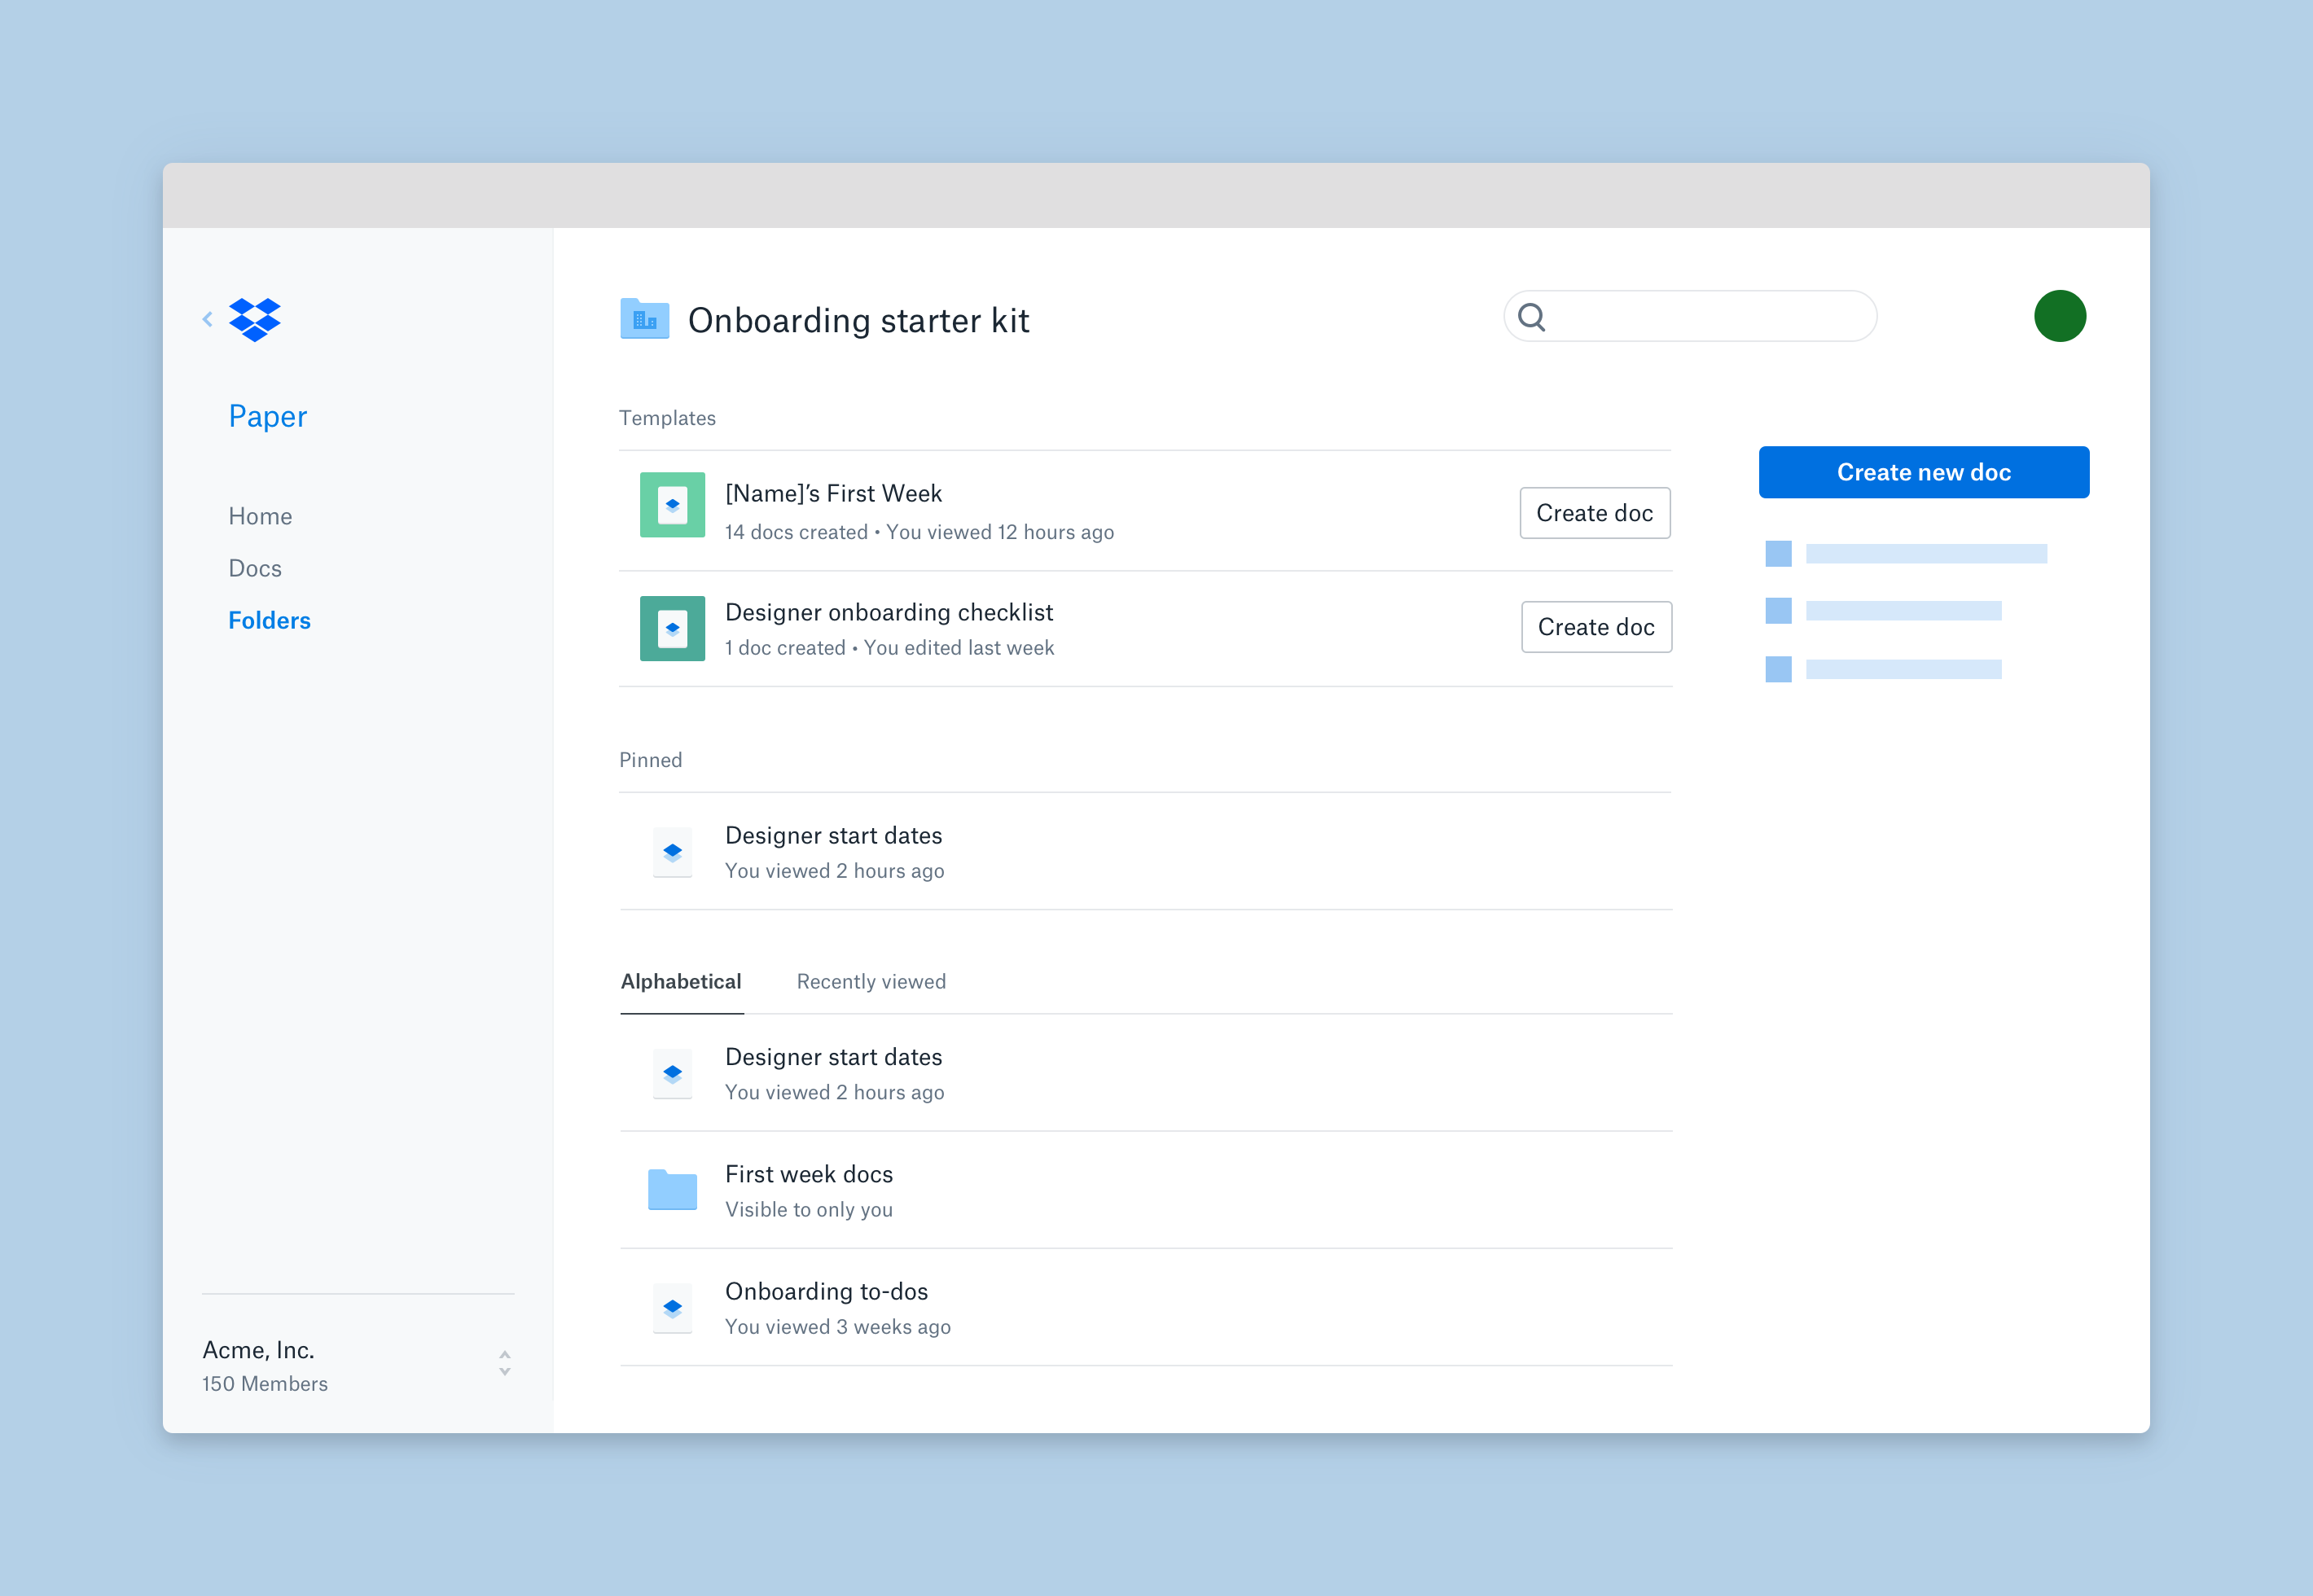 Paper
Home
Docs
Folders
Acme, Inc.
150 Members
Onboarding starter kit
Templates
[Name]’s First Week
14 docs created • You viewed 12 hours ago
Create doc
Designer onboarding checklist
1 doc created • You edited last week
Create doc
Pinned
Designer start dates
You viewed 2 hours ago
Alphabetical
Recently viewed
Designer start dates
You viewed 2 hours ago
First week docs
Visible to only you
Onboarding to-dos
You viewed 3 weeks ago
Create new doc